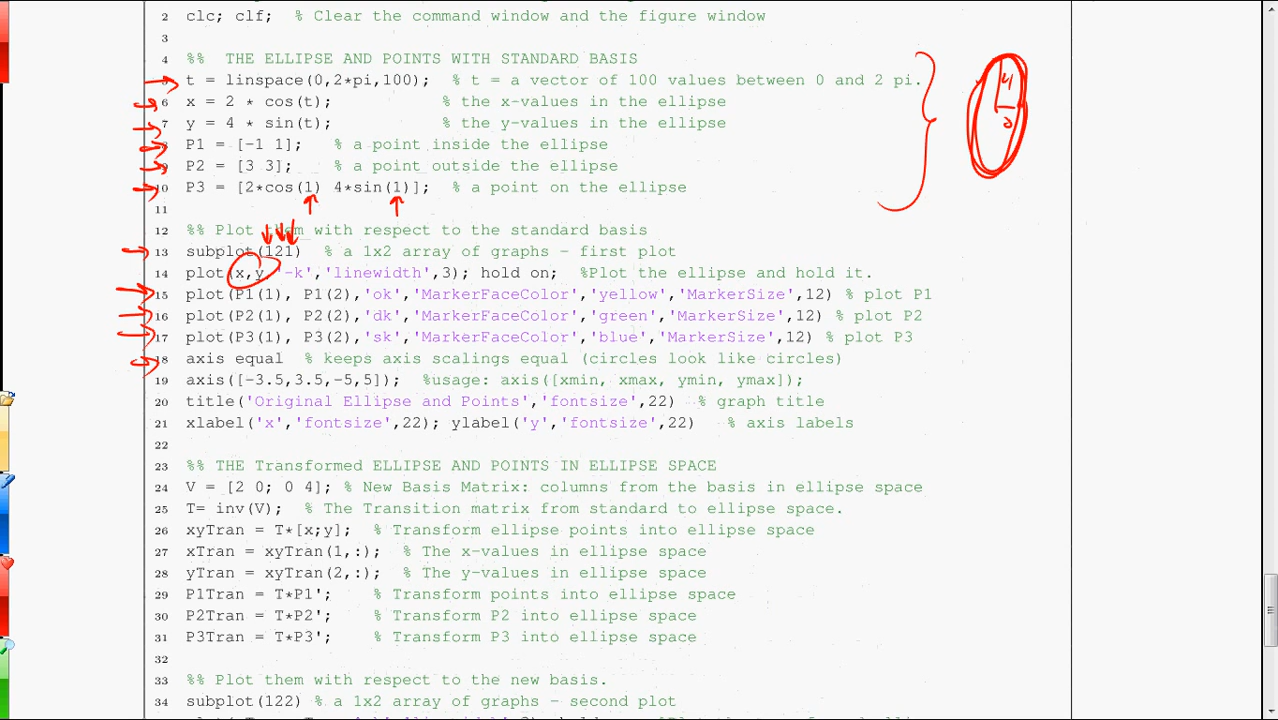 2 clc; clf; % Clear the command window and the figure window
3
4 %% THE ELLIPSE AND POINTS WITH STANDARD BASIS
t = linspace(0,2*pi,100); % t = a vector of 100 values between 0 and 2 pi.
6 x = 2 * cos(t); % the x-values in the ellipse
7 y = 4 * sin(t); % the y-values in the ellipse
P1 = [-1 1]; % a point inside the ellipse
P2 = [3 3]; % a point outside the ellipse
10 P3 = [2*cos(1) 4*sin(1)]; % a point on the ellipse
11
12 %% Plot them with respect to the standard basis
13 subplot(121) % a 1x2 array of graphs - first plot
14 plot(x,y,'-k','linewidth',3); hold on; %Plot the ellipse and hold it.
15 plot(P1(1), P1(2),'ok','MarkerFaceColor','yellow','MarkerSize',12) % plot P1
16 plot(P2(1), P2(2),'dk','MarkerFaceColor','green','MarkerSize',12) % plot P2
17 plot(P3(1), P3(2),'sk','MarkerFaceColor','blue','MarkerSize',12) % plot P3
18 axis equal % keeps axis scalings equal (circles look like circles)
19 axis([-3.5,3.5,-5,5]); %usage: axis([xmin, xmax, ymin, ymax]);
20 title('Original Ellipse and Points','fontsize',22) % graph title
21 xlabel('x','fontsize',22); ylabel('y','fontsize',22) % axis labels
22
23 %% THE Transformed ELLIPSE AND POINTS IN ELLIPSE SPACE
24 V = [2 0; 0 4]; % New Basis Matrix: columns from the basis in ellipse space
25 T= inv(V); % The Transition matrix from standard to ellipse space.
26 xyTran = T*[x;y]; % Transform ellipse points into ellipse space
27 xTran = xyTran(1,:); % The x-values in ellipse space
28 yTran = xyTran(2,:); % The y-values in ellipse space
29 P1Tran = T*P1'; % Transform points into ellipse space
30 P2Tran = T*P2'; % Transform P2 into ellipse space
31 P3Tran = T*P3'; % Transform P3 into ellipse space
32
33 %% Plot them with respect to the new basis.
34 subplot(122) % a 1x2 array of graphs - second plot
4
2